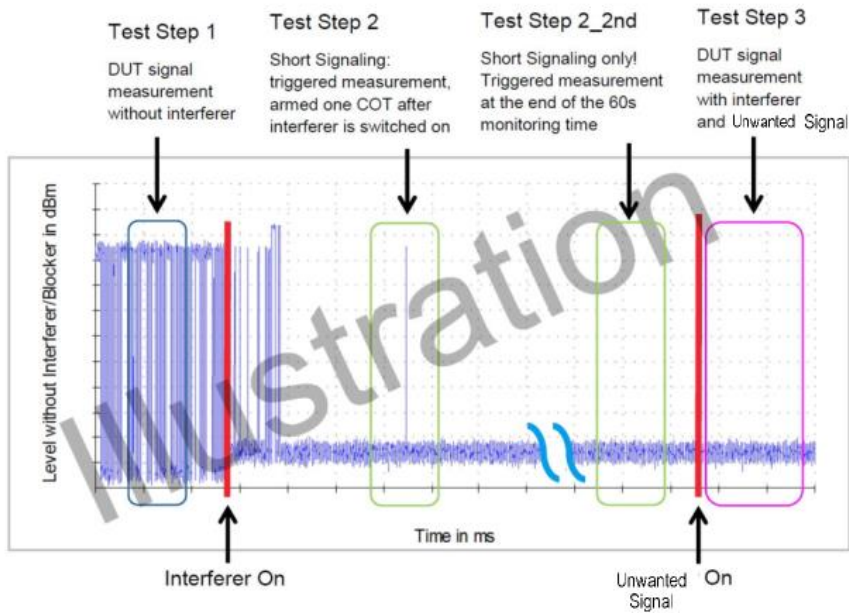 Test Step 1
DUT signal
measurement
without interferer
Test Step 2
Short Signaling:
triggered measurement,
armed one COT after
interferer is switched on
Test Step 2_2nd
Short Signaling only!
Triggered measurement
at the end of the 60s
monitoring time
Test Step 3
DUT signal
measurement
with interferer
and Unwanted Signal
Level without Interferer/Blocker in dBm
Illustration
Time in ms
Interferer On
Unwanted On
Signal